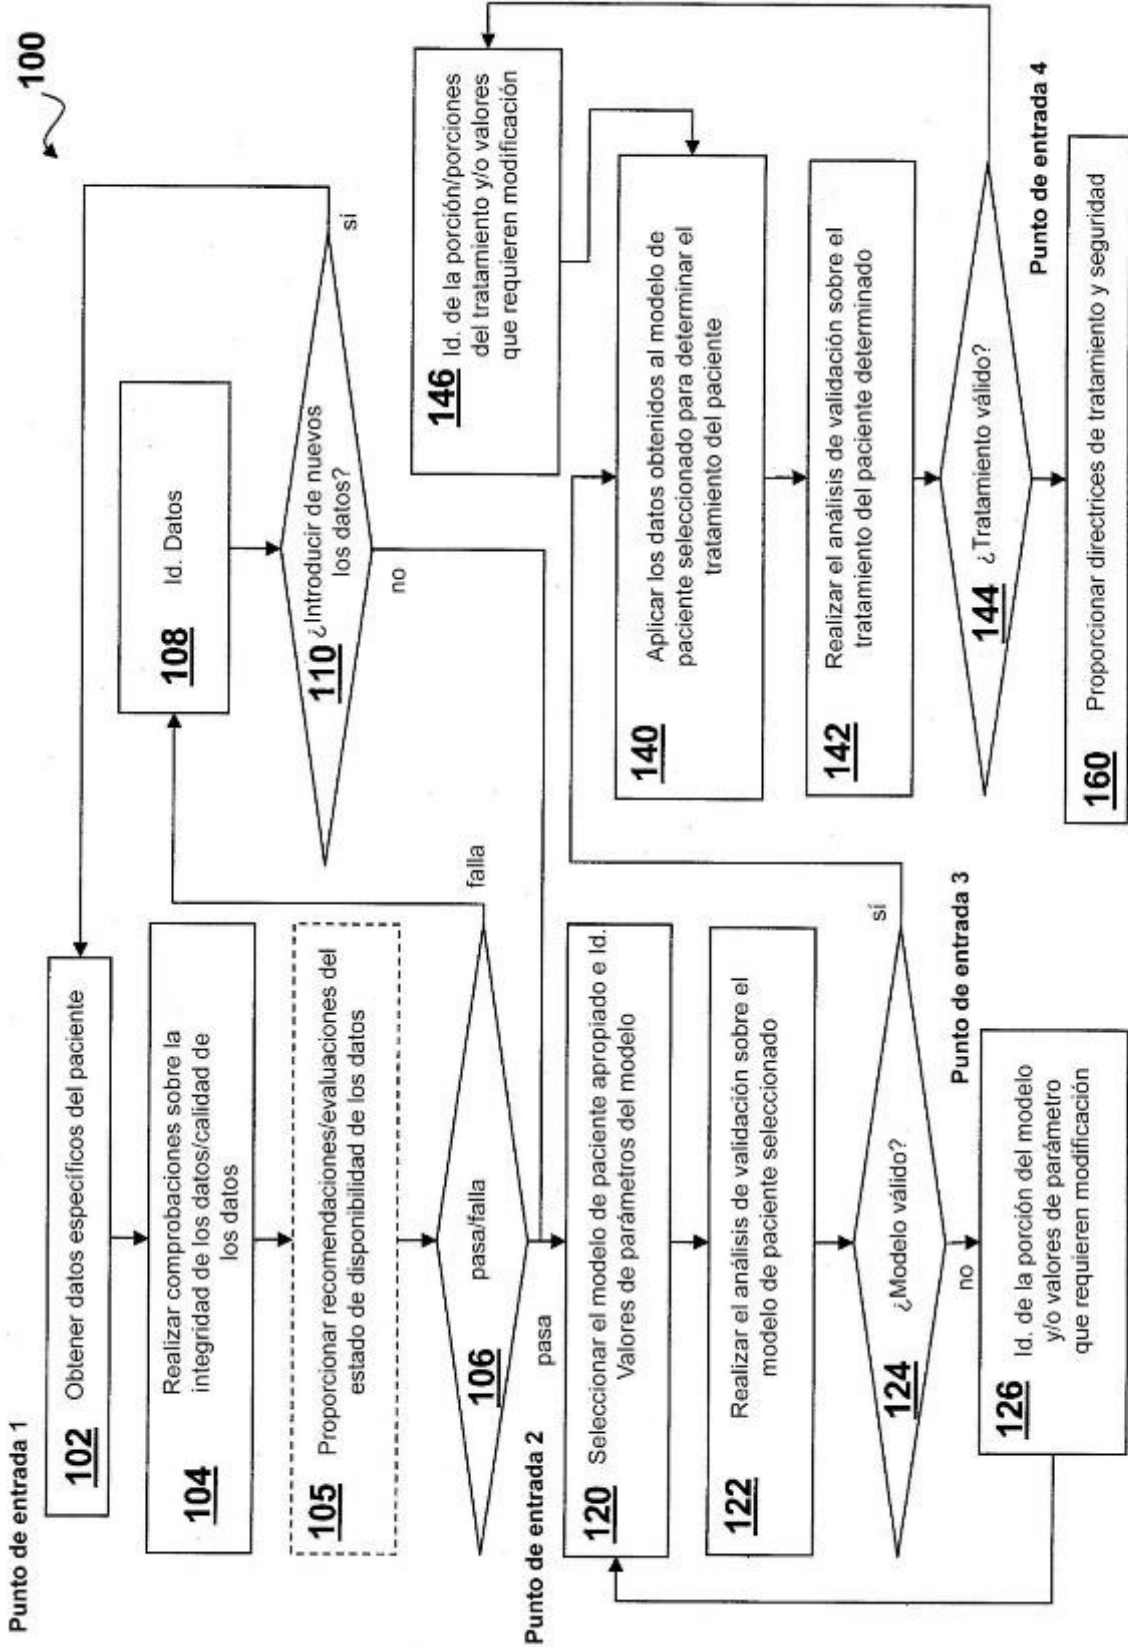 100
Punto de entrada 1
102 Obtener datos específicos del paciente
104 Realizar comprobaciones sobre la
integridad de los datos/calidad de
los datos
105 Proporcionar recomendaciones/evaluaciones del
estado de disponibilidad de los datos
106 pasa/falla
falla
pasa
108 Id. Datos
110 ¿Introducir de nuevos
los datos?
sí
no
Punto de entrada 2
120 Seleccionar el modelo de paciente apropiado e Id.
Valores de parámetros del modelo
122 Realizar el análisis de validación sobre el
modelo de paciente seleccionado
124 ¿Modelo válido?
sí
no
Punto de entrada 3
126 Id. de la porción del modelo
y/o valores de parámetro
que requieren modificación
146 Id. de la porción/porciones
del tratamiento y/o valores
que requieren modificación
140 Aplicar los datos obtenidos al modelo de
paciente seleccionado para determinar el
tratamiento del paciente
142 Realizar el análisis de validación sobre el
tratamiento del paciente determinado
144 ¿Tratamiento válido?
Punto de entrada 4
160 Proporcionar directrices de tratamiento y seguridad